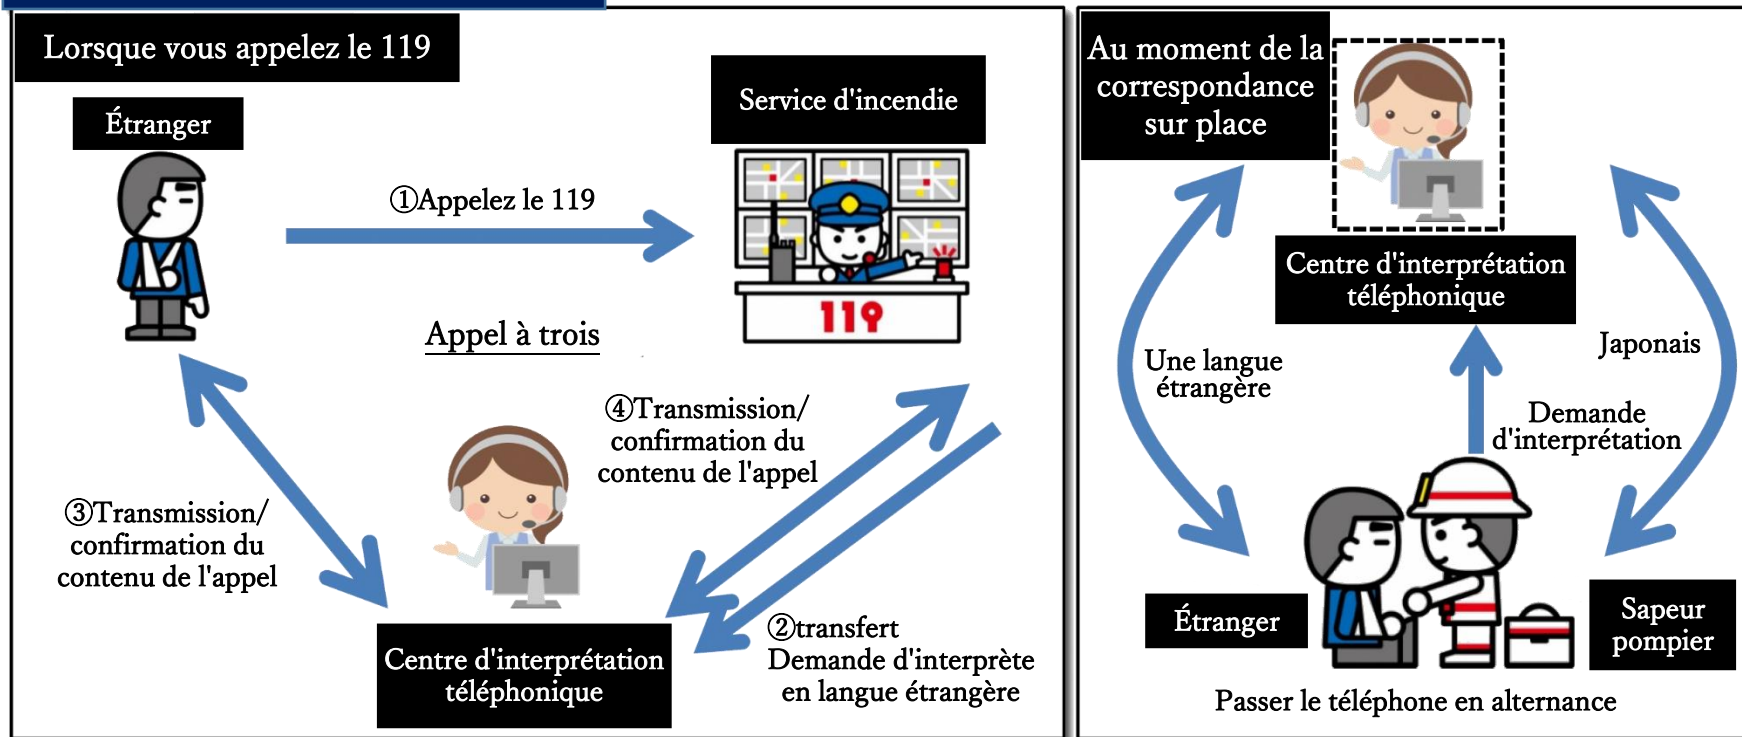 Lorsque vous appelez le 119
Étranger
Service d'incendie
①Appelez le 119
119
Appel à trois
④Transmission/
confirmation du
contenu de l'appel
③Transmission/
confirmation du
contenu de l'appel
②transfert
Demande d'interprète
en langue étrangère
Centre d'interprétation
téléphonique
Au moment de la
correspondance
sur place
Centre d'interprétation
téléphonique
Une langue
étrangère
Japonais
Demande
d'interprétation
Étranger
Sapeur
pompier
Passer le téléphone en alternance